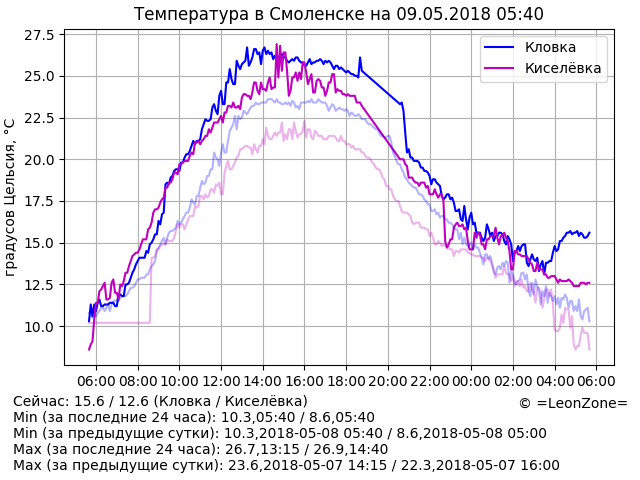 Температура в Смоленске на 09.05.2018 05:40
градусов Цельсия, °C
27.5
25.0
22.5
20.0
17.5
15.0
12.5
10.0
Кловка
Киселёвка
06:00 08:00 10:00 12:00 14:00 16:00 18:00 20:00 22:00 00:00 02:00 04:00 06:00
Сейчас: 15.6 / 12.6 (Кловка / Киселёвка)
© =LeonZone=
Min (за последние 24 часа): 10.3,05:40 / 8.6,05:40
Min (за предыдущие сутки): 10.3,2018-05-08 05:40 / 8.6,2018-05-08 05:00
Max (за последние 24 часа): 26.7,13:15 / 26.9,14:40
Max (за предыдущие сутки): 23.6,2018-05-07 14:15 / 22.3,2018-05-07 16:00